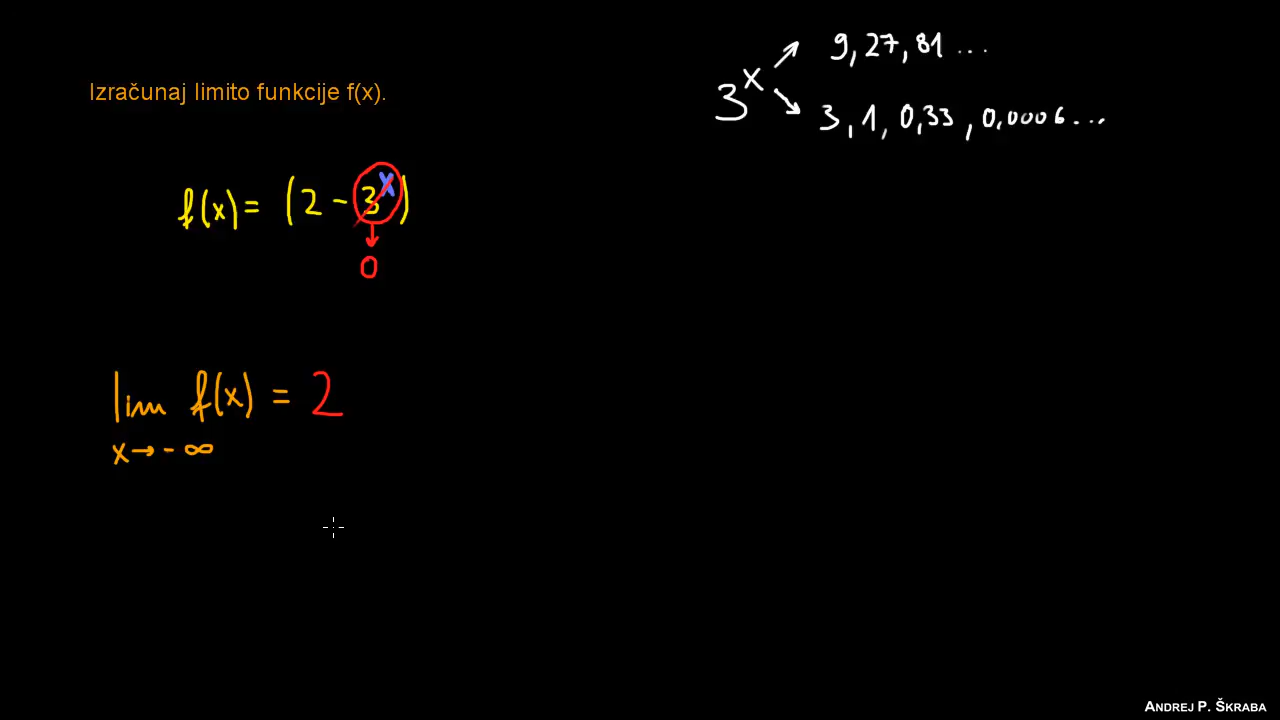 Izračunaj limito funkcije f(x).
f(x) = (2 - 3^x)
↓
0
lim f(x) = 2
x → - ∞
3^x ↗ 9, 27, 81 ...
↘ 3, 1, 0,33, 0,0006...
ANDREJ P. ŠKRABA